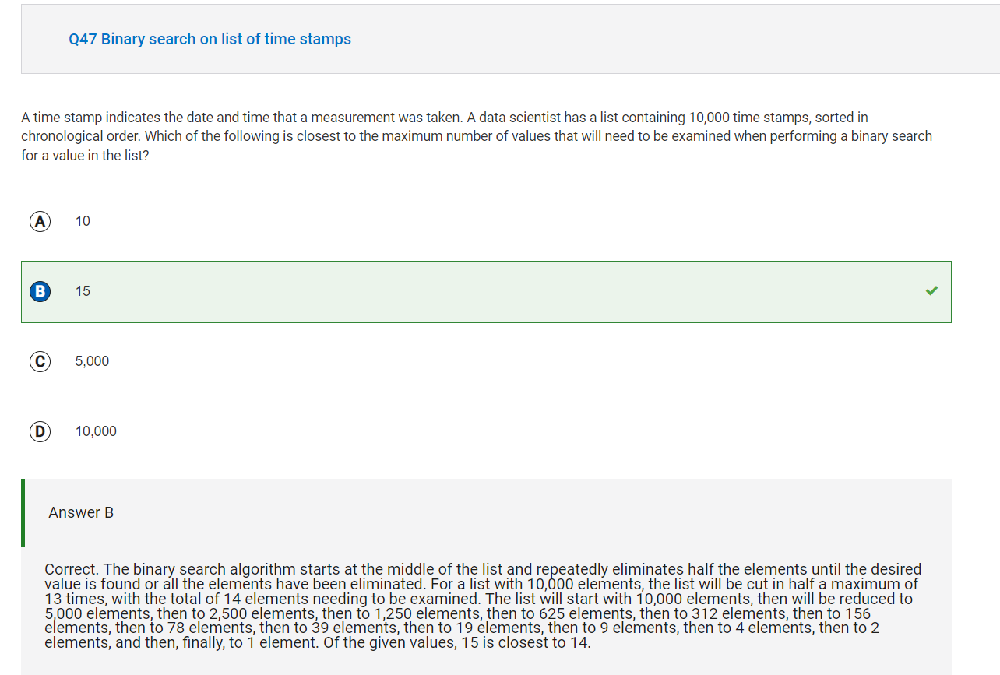 Q47 Binary search on list of time stamps
A time stamp indicates the date and time that a measurement was taken. A data scientist has a list containing 10,000 time stamps, sorted in
chronological order. Which of the following is closest to the maximum number of values that will need to be examined when performing a binary search
for a value in the list?
A 10
B 15
C 5,000
D 10,000
Answer B
Correct. The binary search algorithm starts at the middle of the list and repeatedly eliminates half the elements until the desired
value is found or all the elements have been eliminated. For a list with 10,000 elements, the list will be cut in half a maximum of
13 times, with the total of 14 elements needing to be examined. The list will start with 10,000 elements, then will be reduced to
5,000 elements, then to 2,500 elements, then to 1,250 elements, then to 625 elements, then to 312 elements, then to 156
elements, then to 78 elements, then to 39 elements, then to 19 elements, then to 9 elements, then to 4 elements, then to 2
elements, and then, finally, to 1 element. Of the given values, 15 is closest to 14.